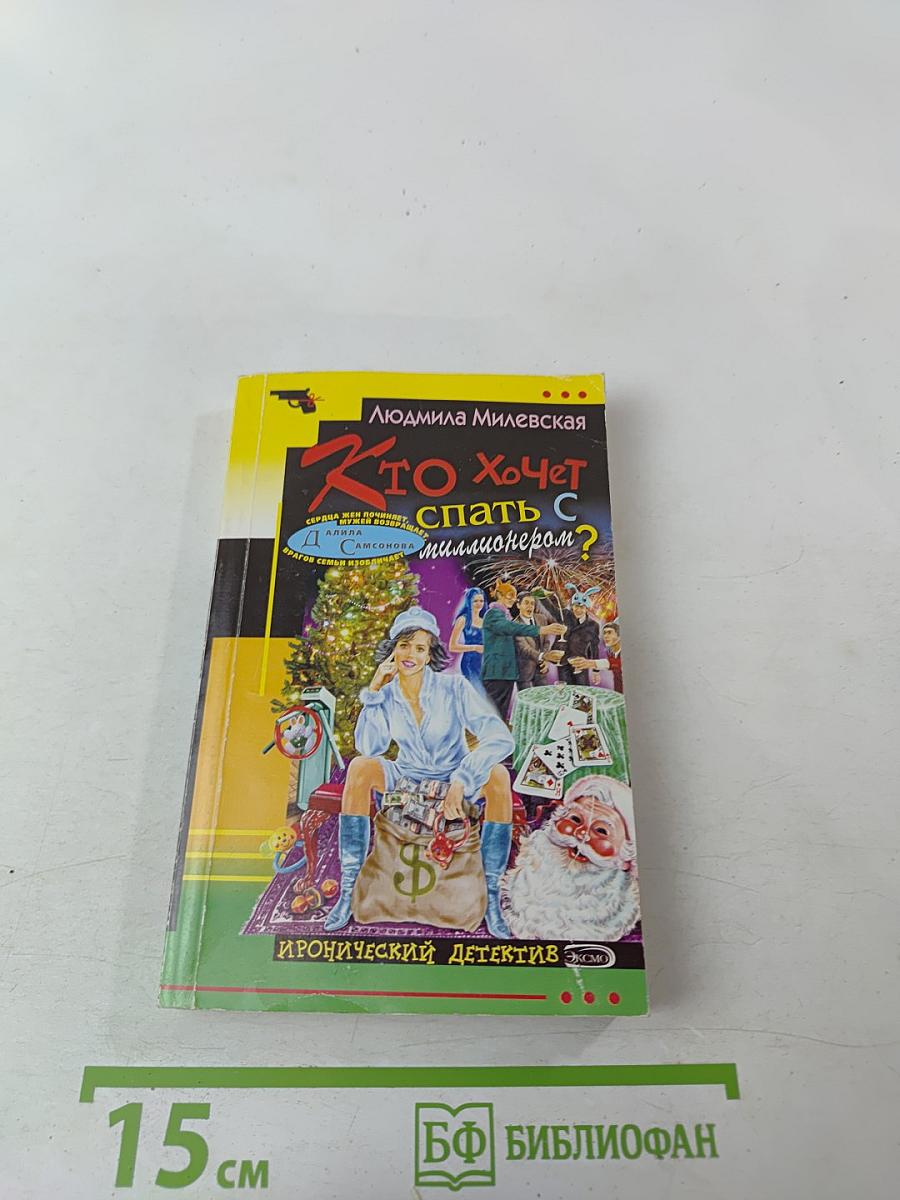 Людмила Милевская
Кто хочет
спать с
миллионером?
СЕРДЦА ЖЕН ПОЧИНЯЕТ,
МУЖЕЙ ВОЗВРАЩАЕТ,
ДАЛИЛА
САМСОНОВА
ВРАГОВ СЕМЬИ ИЗОБЛИЧАЕТ
$
ИРОНИЧЕСКИЙ ДЕТЕКТИВ ЭКСМО
15 см
БФ БИБЛИОФАН